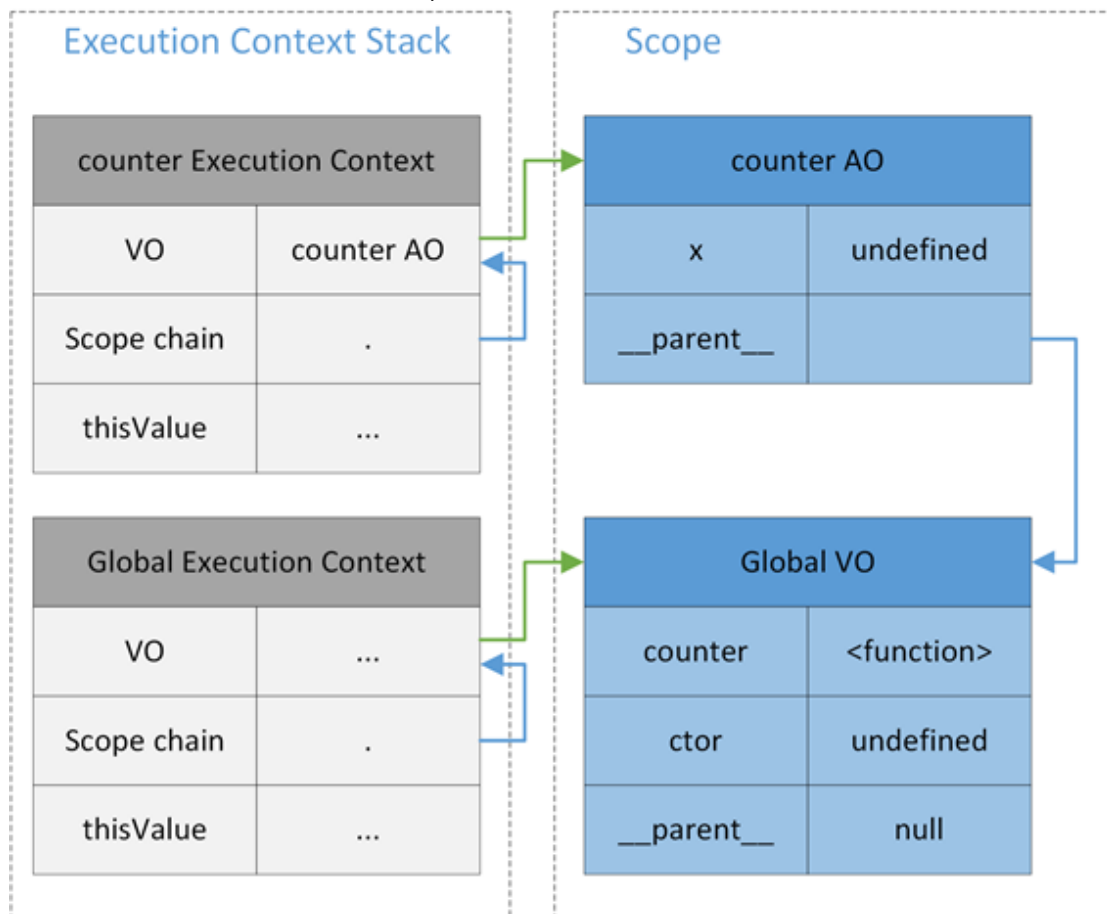 Execution Context Stack
Scope
counter Execution Context
VO counter AO
Scope chain .
thisValue ...
counter AO
x undefined
__parent__
Global Execution Context
VO ...
Scope chain .
thisValue ...
Global VO
counter <function>
ctor undefined
__parent__ null